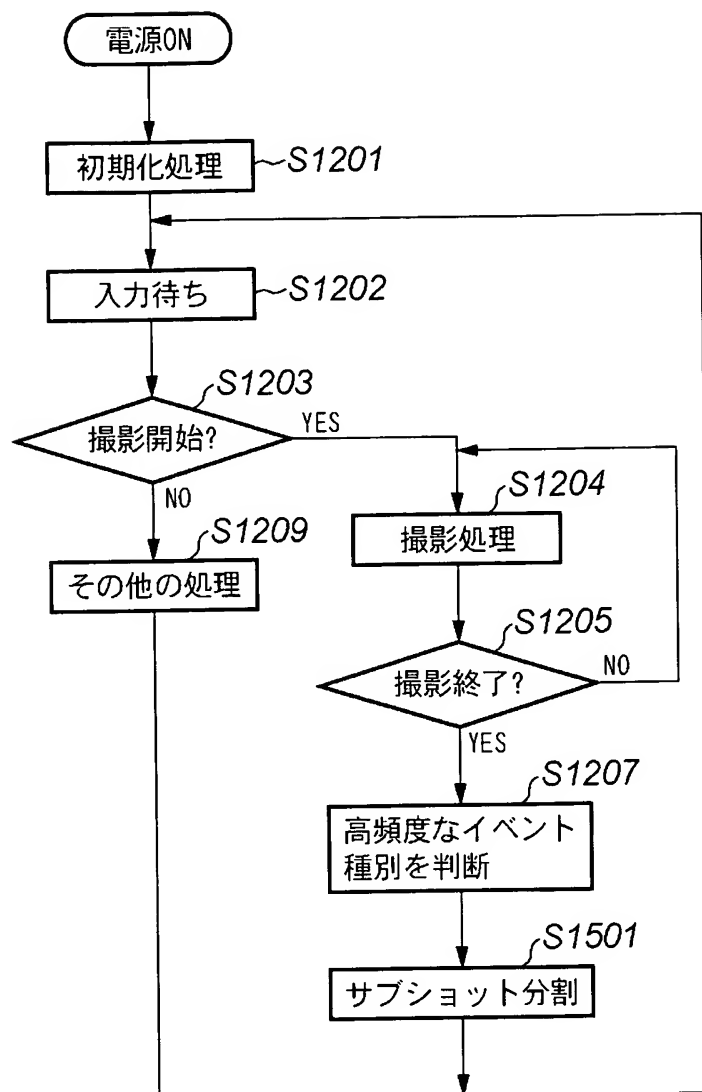 電源ON
初期化処理
S1201
入力待ち
S1202
S1203
撮影開始?
YES
NO
S1204
撮影処理
S1209
その他の処理
S1205
撮影終了?
NO
YES
S1207
高頻度なイベント
種別を判断
S1501
サブショット分割